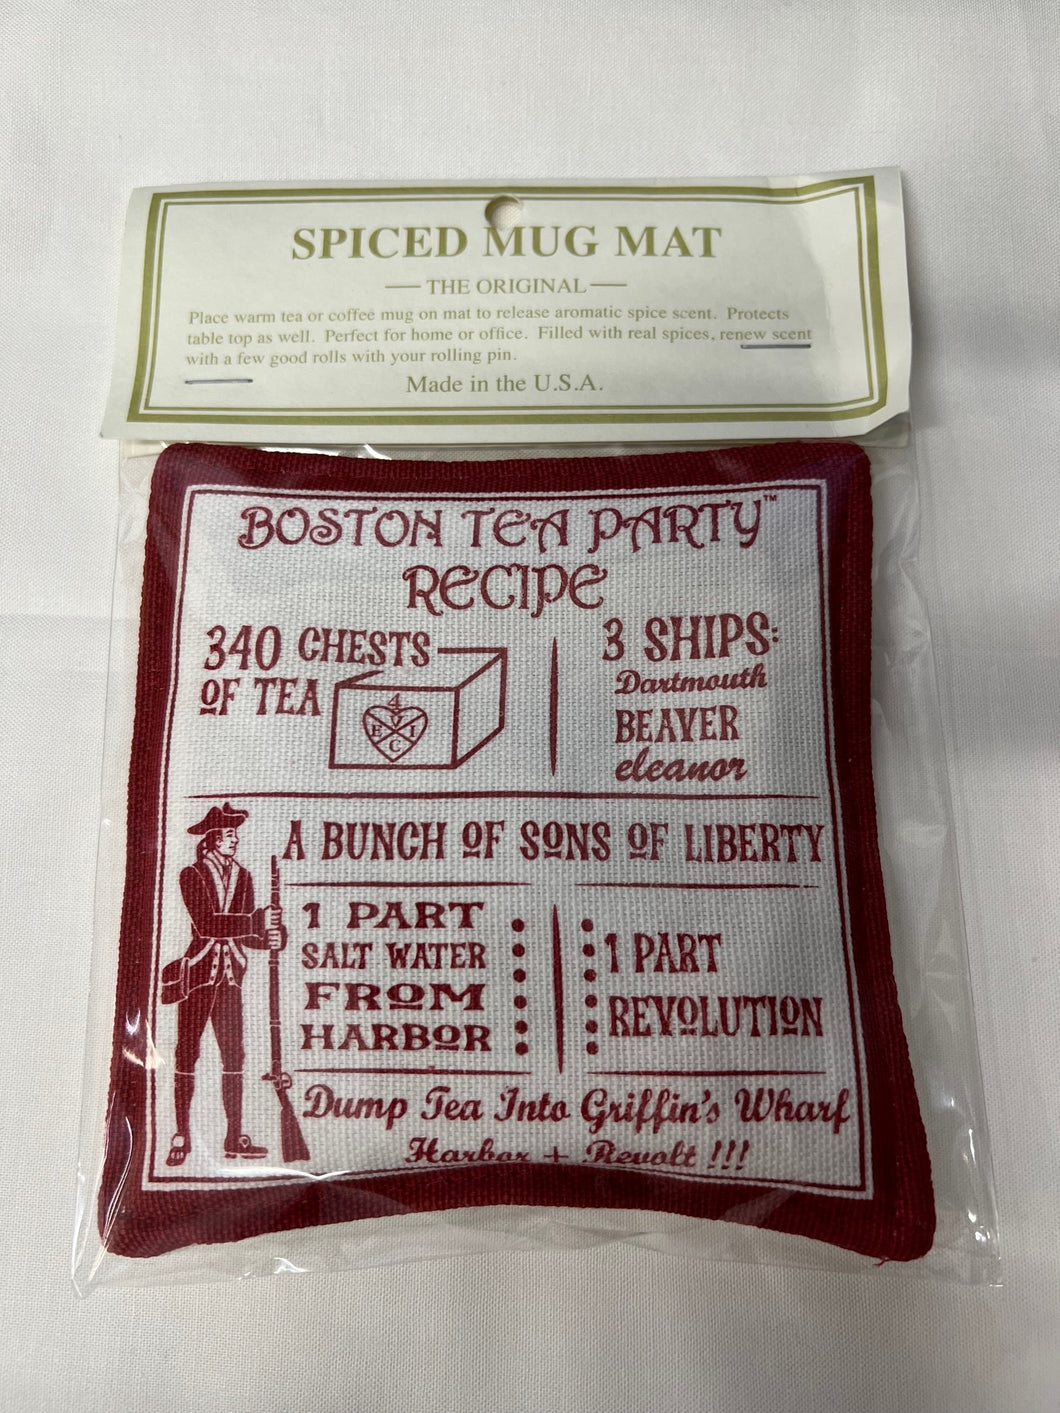 SPICED MUG MAT
THE ORIGINAL
Place warm tea or coffee mug on mat to release aromatic spice scent. Protects
table top as well. Perfect for home or office. Filled with real spices, renew scent
with a few good rolls with your rolling pin.
Made in the U.S.A.
BOSTON TEA PARTY™
RECIPE
340 CHESTS
OF TEA
4
V
E I
C
3 SHIPS:
Dartmouth
BEAVER
eleanor
A BUNCH OF SONS OF LIBERTY
1 PART
SALT WATER
FROM
HARBOR
1 PART
REVOLUTION
Dump Tea Into Griffin's Wharf
Harbor + Revolt !!!